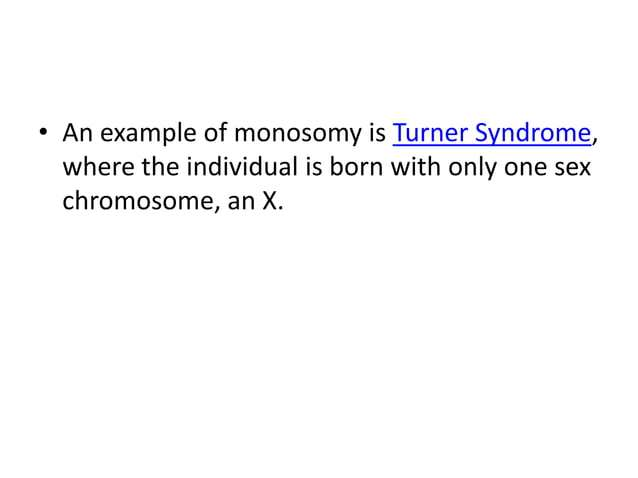 • An example of monosomy is Turner Syndrome,
where the individual is born with only one sex
chromosome, an X.